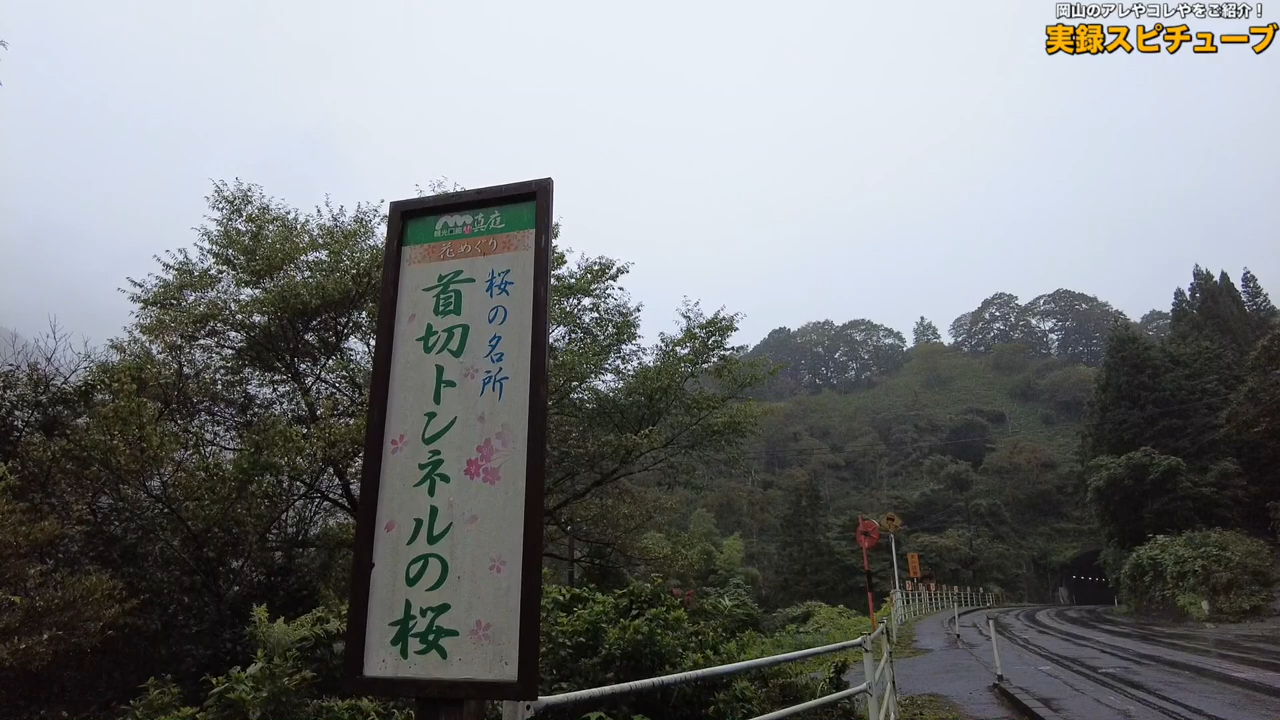 岡山のアレやコレやをご紹介！
実録スピチューブ
真庭
花めぐり
桜の名所
首切トンネルの桜